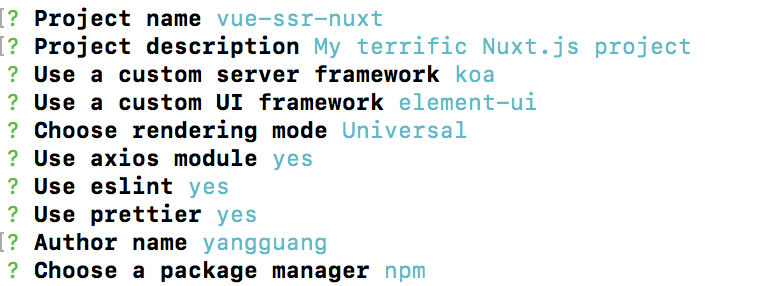 [? Project name vue-ssr-nuxt
[? Project description My terrific Nuxt.js project
? Use a custom server framework koa
? Use a custom UI framework element-ui
? Choose rendering mode Universal
? Use axios module yes
? Use eslint yes
? Use prettier yes
[? Author name yangguang
? Choose a package manager npm